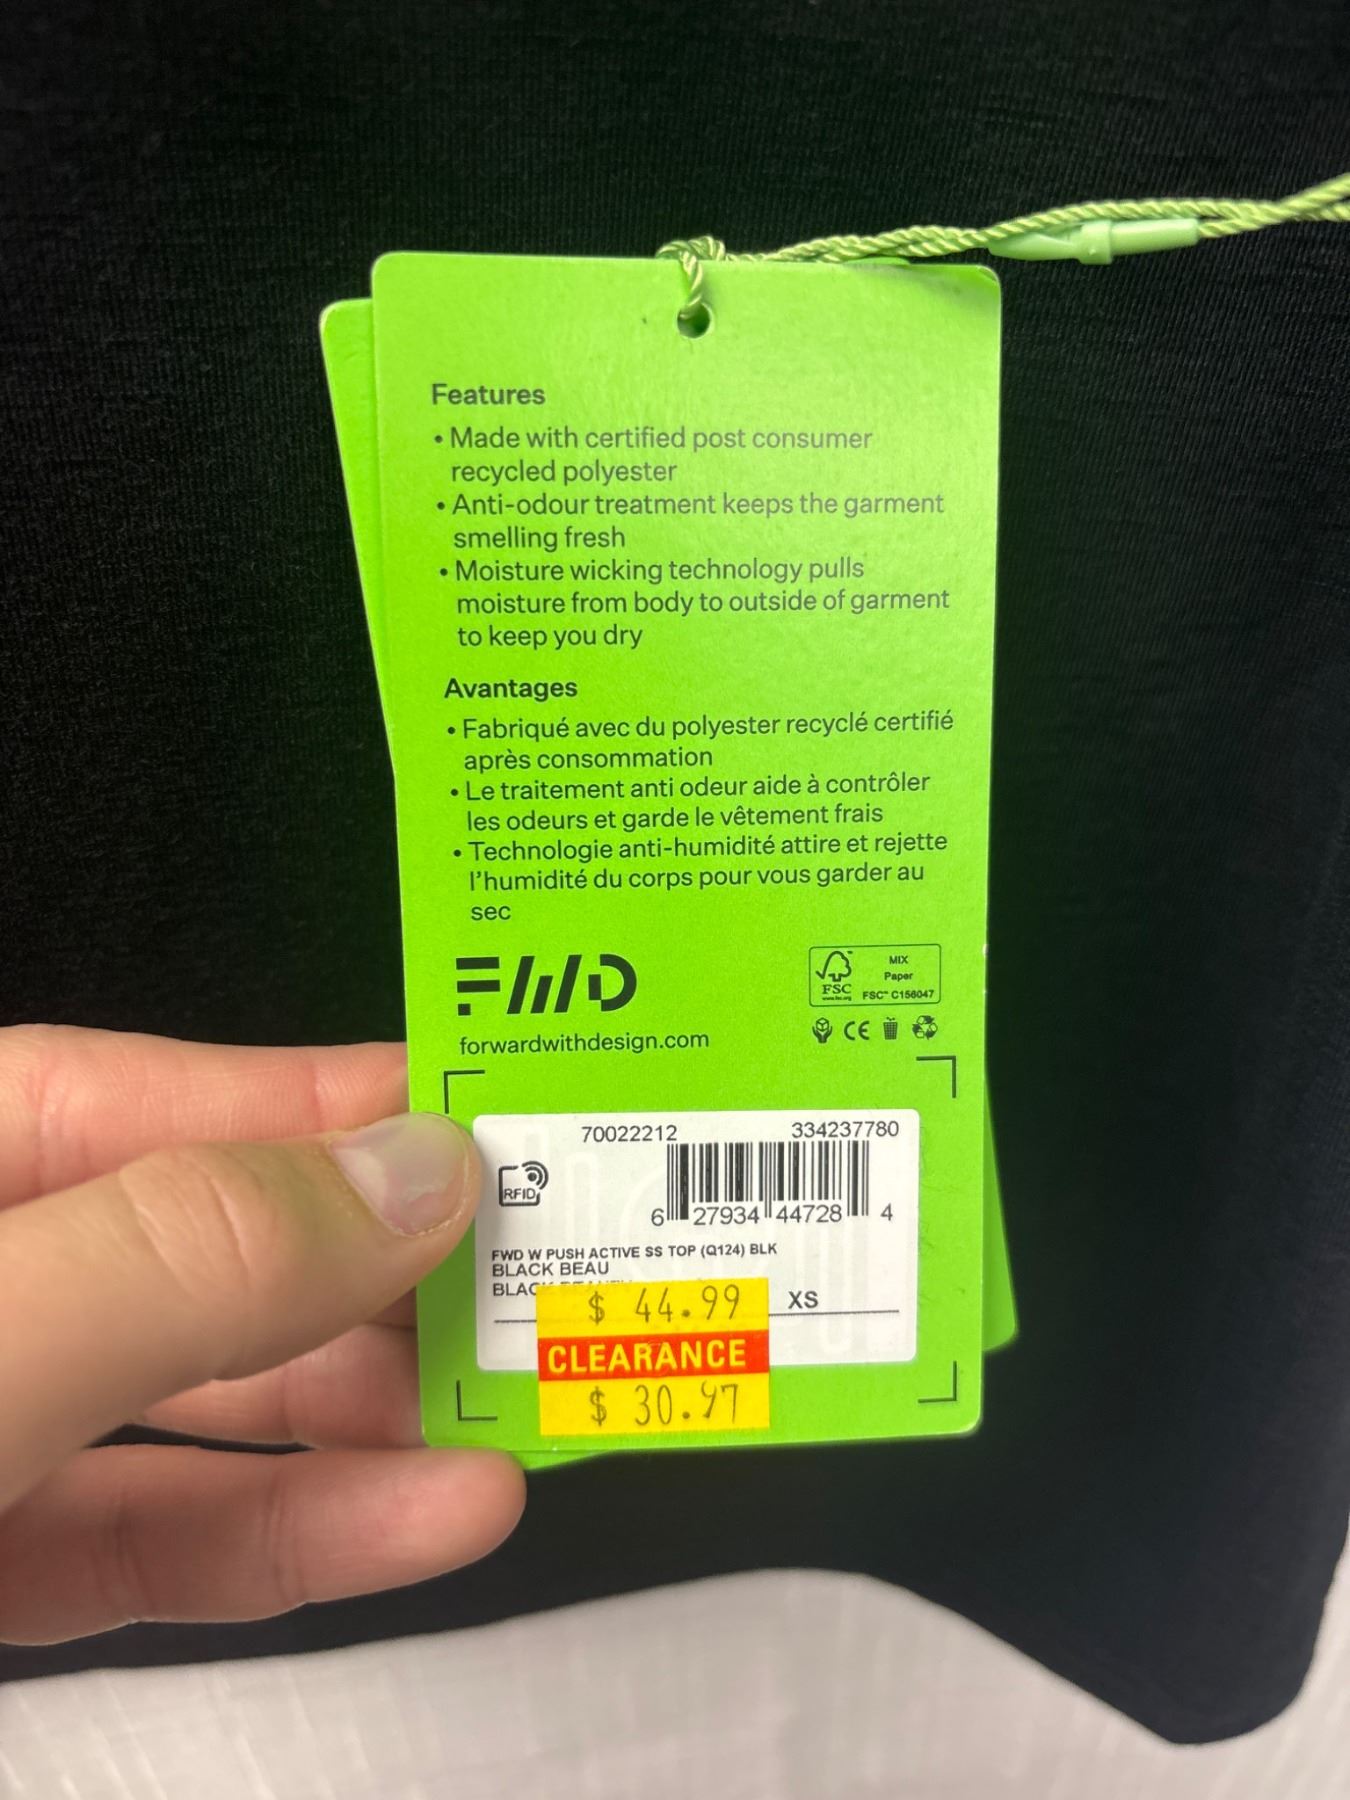 Features
• Made with certified post consumer
recycled polyester
• Anti-odour treatment keeps the garment
smelling fresh
• Moisture wicking technology pulls
moisture from body to outside of garment
to keep you dry
Avantages
• Fabriqué avec du polyester recyclé certifié
après consommation
• Le traitement anti odeur aide à contrôler
les odeurs et garde le vêtement frais
• Technologie anti-humidité attire et rejette
l'humidité du corps pour vous garder au
sec
FWD
forwardwithdesign.com
FSC
www.fsc.org
MIX
Paper
FSC™ C156047
CE
70022212 334237780
RFID
6 27934 44728 4
FWD W PUSH ACTIVE SS TOP (Q124) BLK
BLACK BEAU
XS
$ 44.99
CLEARANCE
$ 30.97